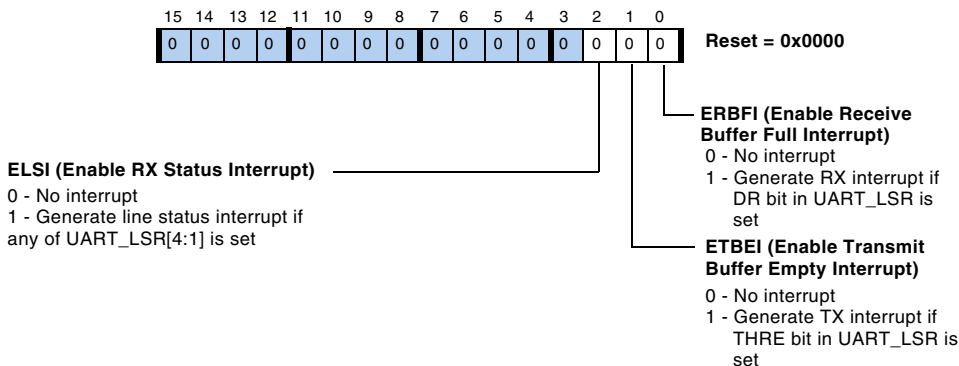 15 14 13 12 11 10 9 8 7 6 5 4 3 2 1 0
0 0 0 0 0 0 0 0 0 0 0 0 0 0 0 0
Reset = 0x0000
ERBFI (Enable Receive
Buffer Full Interrupt)
0 - No interrupt
1 - Generate RX interrupt if
DR bit in UART_LSR is
set
ELSI (Enable RX Status Interrupt)
0 - No interrupt
1 - Generate line status interrupt if
any of UART_LSR[4:1] is set
ETBEI (Enable Transmit
Buffer Empty Interrupt)
0 - No interrupt
1 - Generate TX interrupt if
THRE bit in UART_LSR is
set